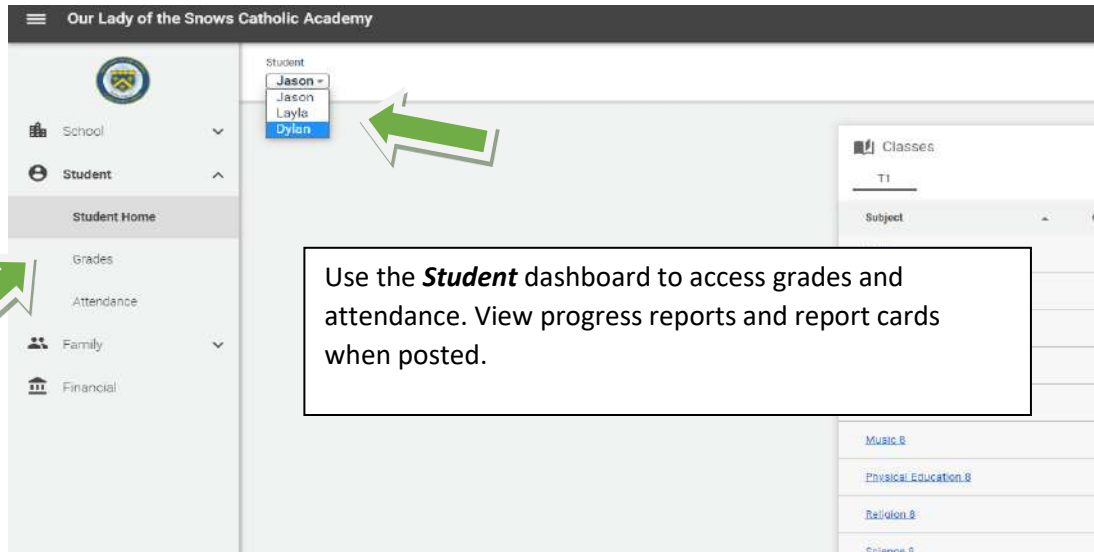 Our Lady of the Snows Catholic Academy
Student
Jason
Jason
Layla
Dylan
School
Student
Student Home
Grades
Attendance
Family
Financial
Classes
T1
Subject
Use the Student dashboard to access grades and
attendance. View progress reports and report cards
when posted.
Music 8
Physical Education 8
Religion 8
Science 8